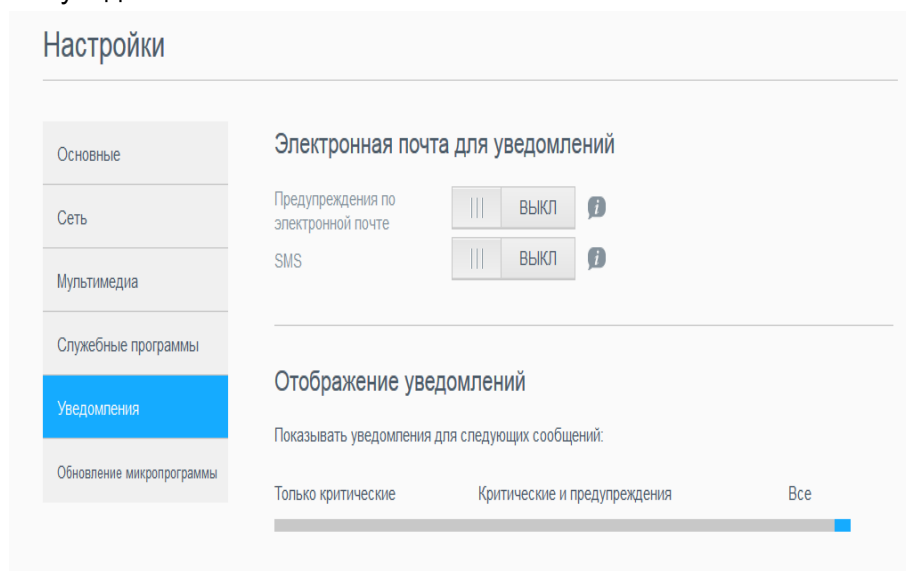 Настройки
Основные
Сеть
Мультимедиа
Служебные программы
Уведомления
Обновление микропрограммы
Электронная почта для уведомлений
Предупреждения по
электронной почте
ВЫКЛ
SMS
ВЫКЛ
Отображение уведомлений
Показывать уведомления для следующих сообщений:
Только критические
Критические и предупреждения
Все